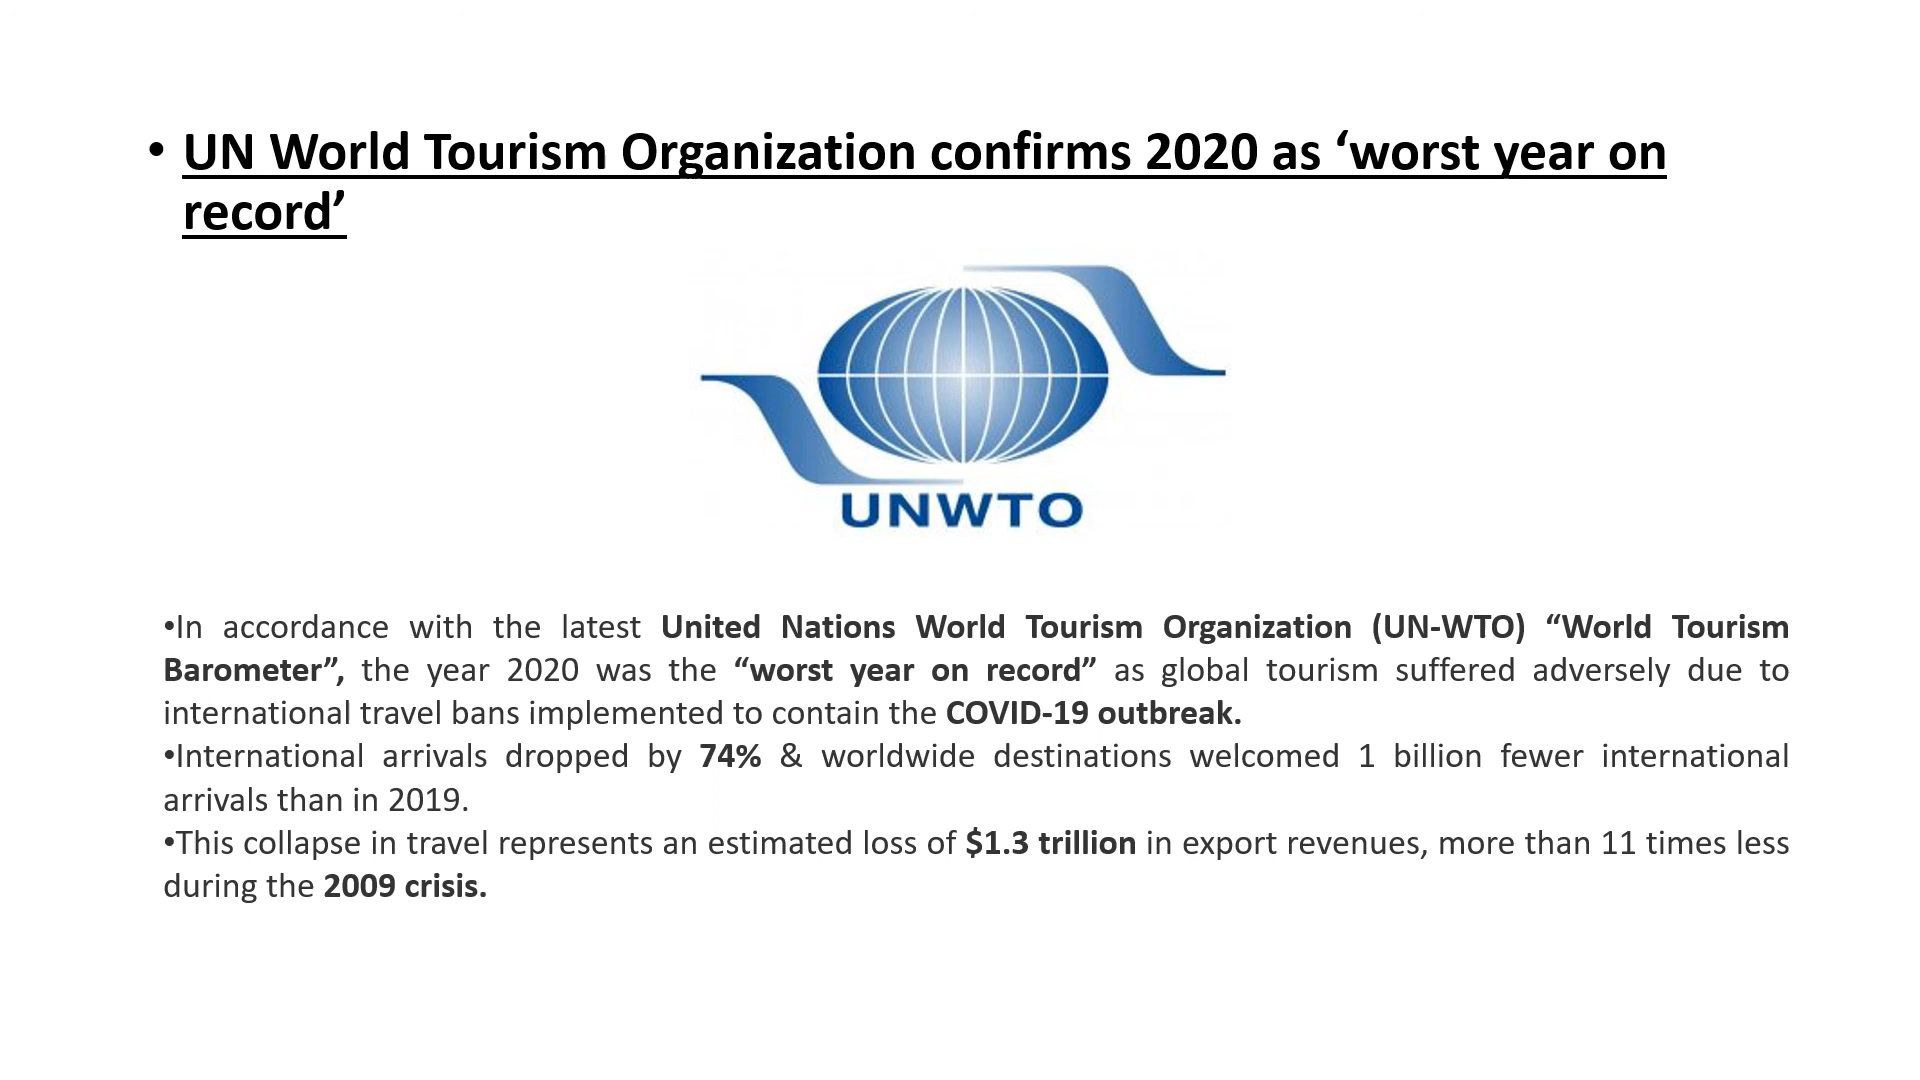 • UN World Tourism Organization confirms 2020 as ‘worst year on
record’
UNWTO
•In accordance with the latest United Nations World Tourism Organization (UN-WTO) “World Tourism
Barometer”, the year 2020 was the “worst year on record” as global tourism suffered adversely due to
international travel bans implemented to contain the COVID-19 outbreak.
•International arrivals dropped by 74% & worldwide destinations welcomed 1 billion fewer international
arrivals than in 2019.
•This collapse in travel represents an estimated loss of $1.3 trillion in export revenues, more than 11 times less
during the 2009 crisis.